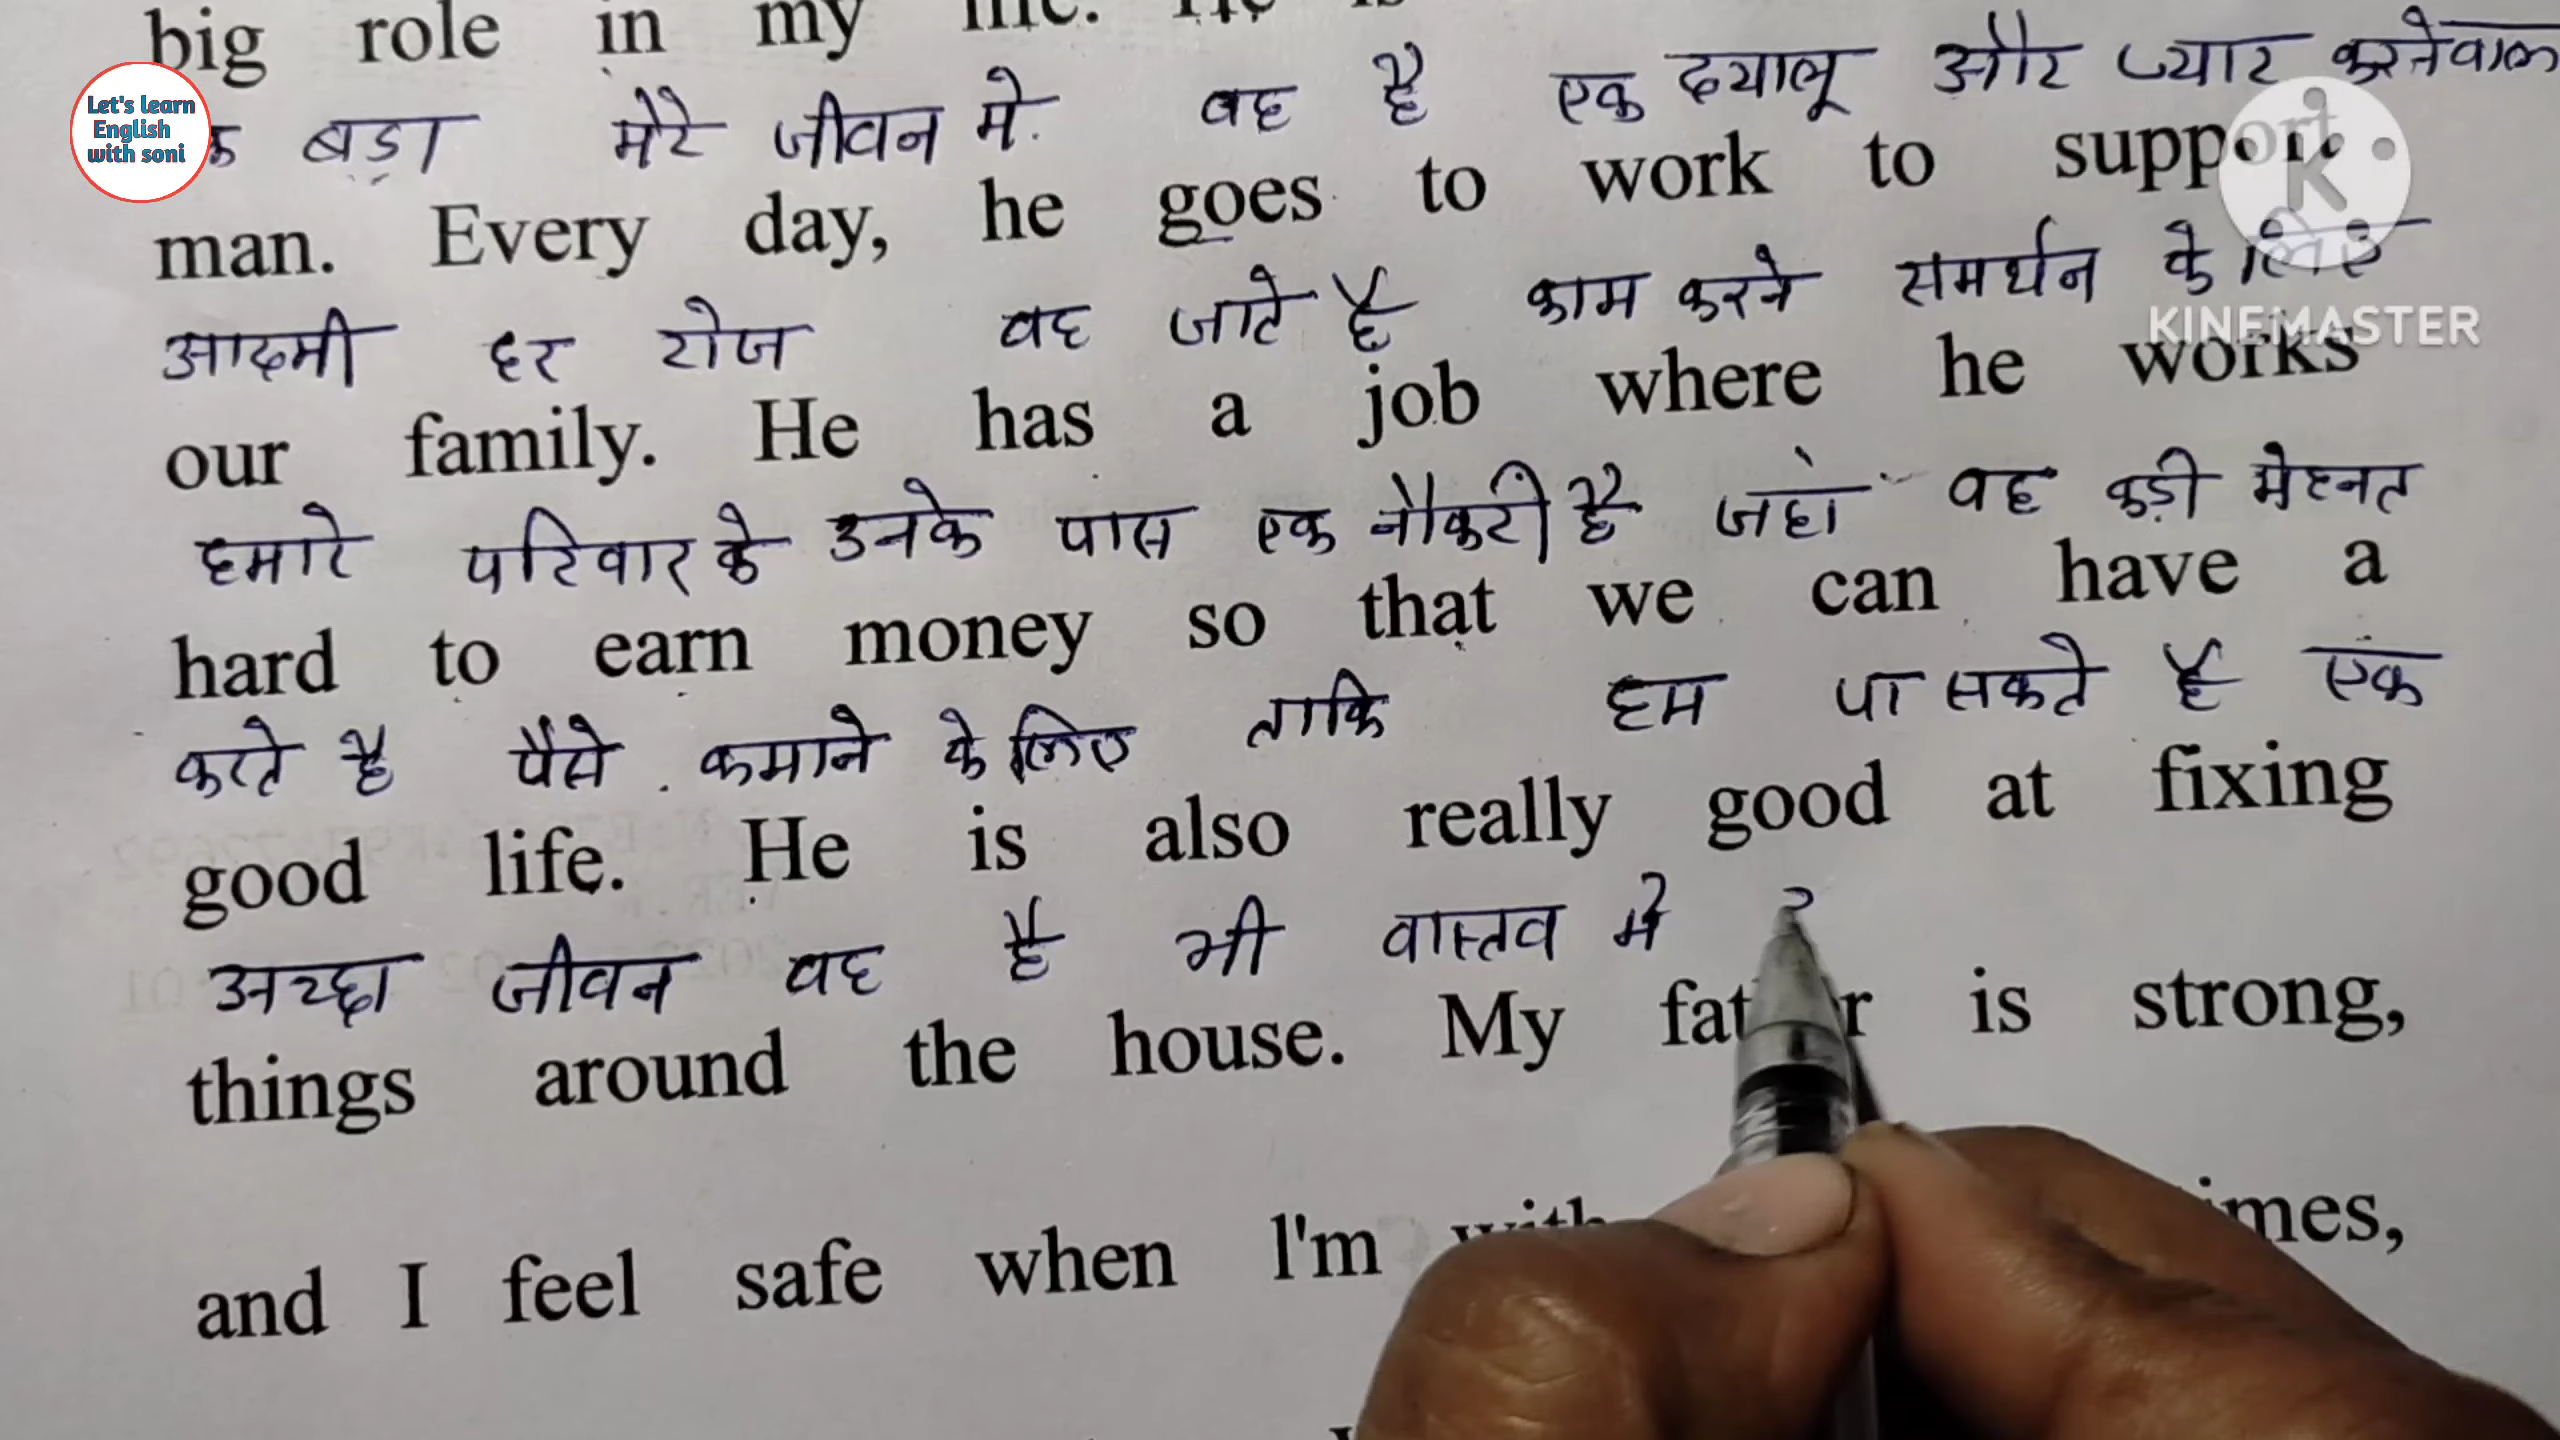 big role in my
Let's learn
English
with soni
बड़ा मेरे जीवन मे वह है एक दयालू और प्यार करनेवाल
man. Every day, he goes to work to support
आदमी हर रोज वह जाते है काम करने समर्थन के लिए
KINEMASTER
our family. He has a job where he works
हमारे परिवार के उनके पास एक नौकरी है जहां वह कड़ी मेहनत
hard to earn money so that we can have a
करते है पैसे कमाने के लिए ताकि हम पा सकते है एक
good life. He is also really good at fixing
अच्छा जीवन वह है भी वास्तव मे
things around the house. My father is strong,
and I feel safe when I'm with